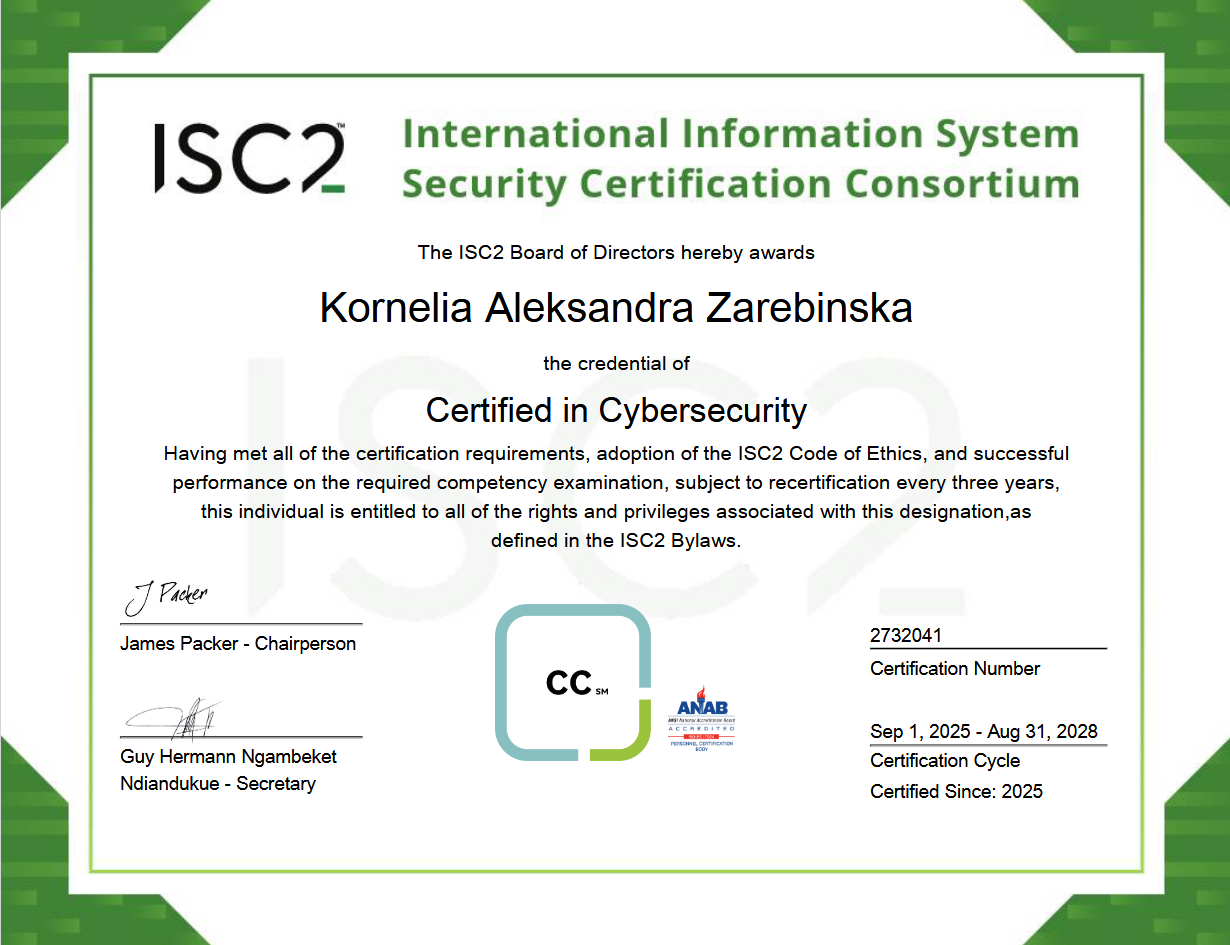 ISC2™
International Information System
Security Certification Consortium
The ISC2 Board of Directors hereby awards
Kornelia Aleksandra Zarebinska
the credential of
Certified in Cybersecurity
Having met all of the certification requirements, adoption of the ISC2 Code of Ethics, and successful
performance on the required competency examination, subject to recertification every three years,
this individual is entitled to all of the rights and privileges associated with this designation,as
defined in the ISC2 Bylaws.
J Packer
James Packer - Chairperson
Guy Hermann Ngambeket
Ndiandukue - Secretary
CC SM
ANAB
ANSI National Accreditation Board
ACCREDITED
PERSONNEL CERTIFICATION
BODY
2732041
Certification Number
Sep 1, 2025 - Aug 31, 2028
Certification Cycle
Certified Since: 2025
ISC2